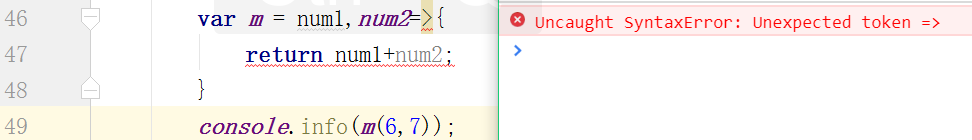 46 var m = num1,num2=>{
47 return num1+num2;
48 }
49 console.info(m(6,7));
Uncaught SyntaxError: Unexpected token =>
>